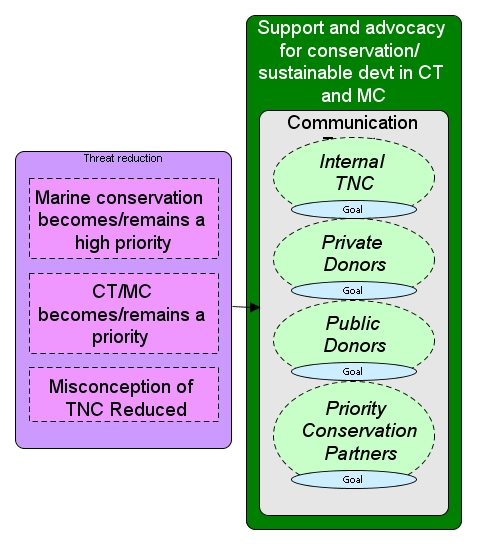 Support and advocacy
for conservation/
sustainable devt in CT
and MC
Communication
Internal
TNC
Goal
Private
Donors
Goal
Public
Donors
Goal
Priority
Conservation
Partners
Goal
Threat reduction
Marine conservation
becomes/remains a
high priority
CT/MC
becomes/remains a
priority
Misconception of
TNC Reduced